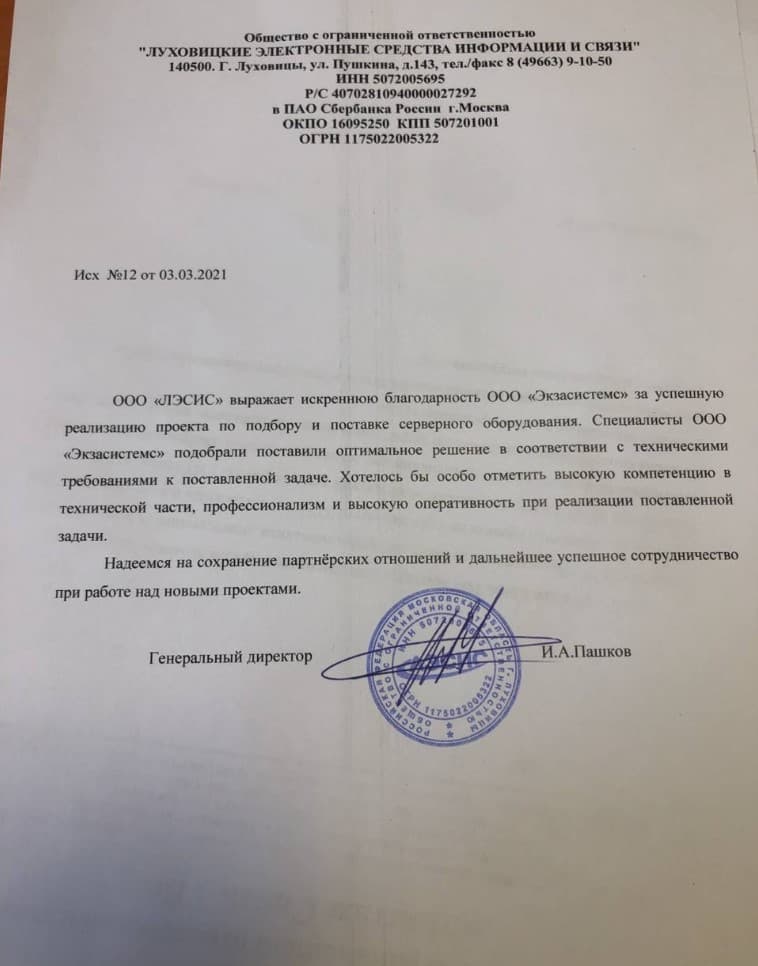 Общество с ограниченной ответственностью
"ЛУХОВИЦКИЕ ЭЛЕКТРОННЫЕ СРЕДСТВА ИНФОРМАЦИИ И СВЯЗИ"
140500. Г. Луховицы, ул. Пушкина, д.143, тел./факс 8 (49663) 9-10-50
ИНН 5072005695
Р/С 40702810940000027292
в ПАО Сбербанка России г.Москва
ОКПО 16095250 КПП 507201001
ОГРН 1175022005322
Исх №12 от 03.03.2021
ООО «ЛЭСИС» выражает искреннюю благодарность ООО «Экзасистемс» за успешную
реализацию проекта по подбору и поставке серверного оборудования. Специалисты ООО
«Экзасистемс» подобрали поставили оптимальное решение в соответствии с техническими
требованиями к поставленной задаче. Хотелось бы особо отметить высокую компетенцию в
технической части, профессионализм и высокую оперативность при реализации поставленной
задачи.
Надеемся на сохранение партнёрских отношений и дальнейшее успешное сотрудничество
при работе над новыми проектами.
Генеральный директор
И.А.Пашков
РОССИЙСКАЯ ФЕДЕРАЦИЯ МОСКОВСКАЯ ОБЛАСТЬ г. ЛУХОВИЦЫ
ОБЩЕСТВО С ОГРАНИЧЕННОЙ ОТВЕТСТВЕННОСТЬЮ
ОГРН 1175022005322